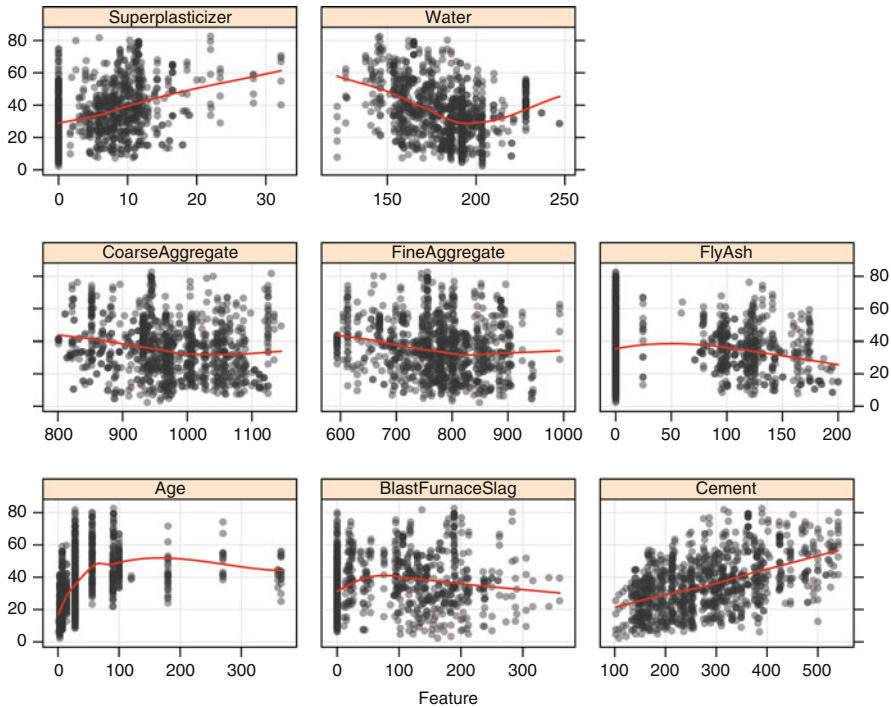 Superplasticizer Water
80
60
40
20
0
0 10 20 30 150 200 250
CoarseAggregate FineAggregate FlyAsh
80
60
40
20
0
800 900 1000 1100 600 700 800 900 1000 0 50 100 150 200
Age BlastFurnaceSlag Cement
80
60
40
20
0
0 100 200 300 0 100 200 300 100 200 300 400 500
Feature